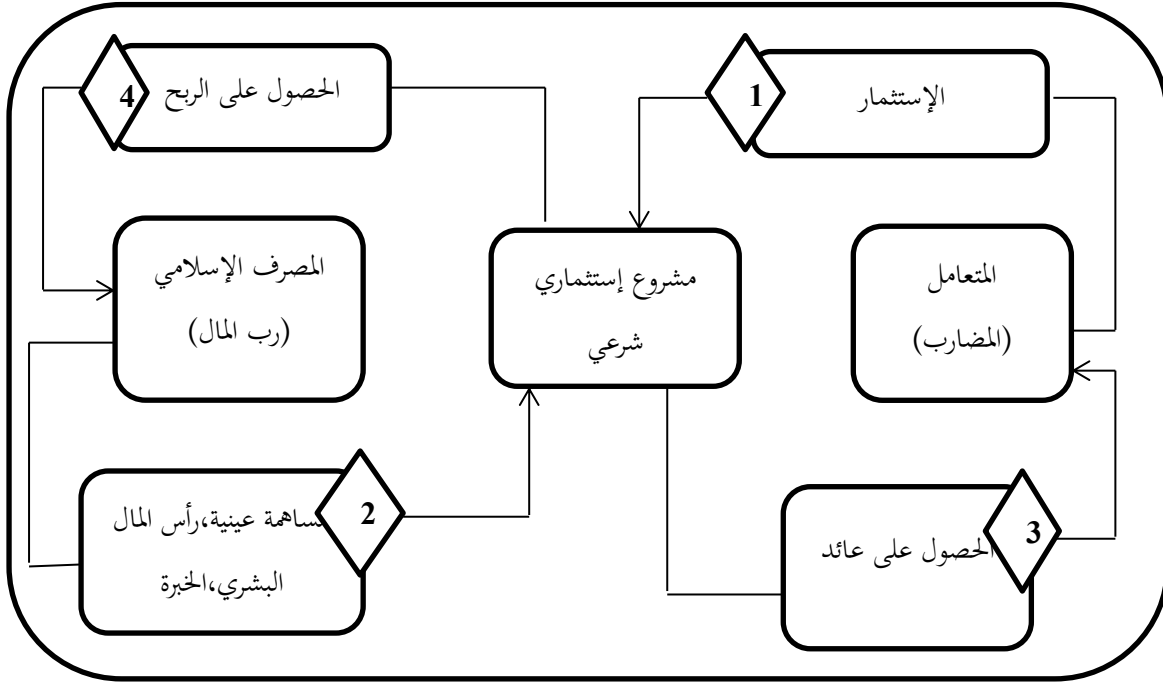 الإستثمار
1
الحصول على الربح
4
المتعامل
(المضارب)
مشروع إستثماري
شرعي
المصرف الإسلامي
(رب المال)
الحصول على عائد
3
ساهمة عينية،رأس المال
البشري،الخبرة
2